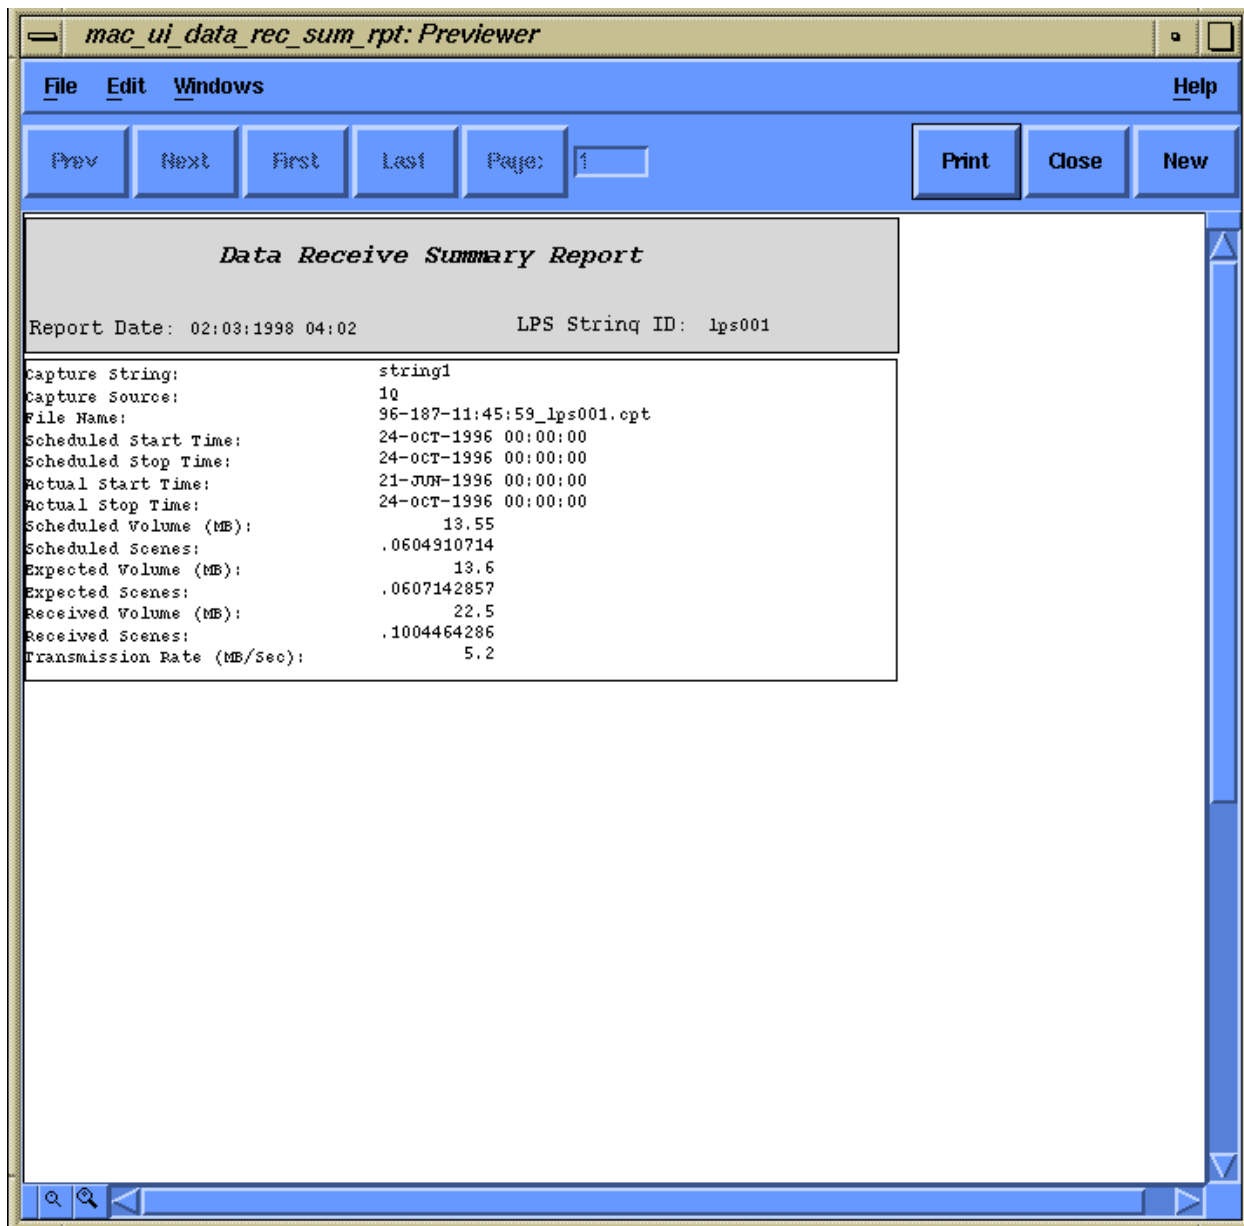 mac_ui_data_rec_sum_rpt: Previewer
File Edit Windows Help
Prev Next First Last Page: 1 Print Close New
Data Receive Summary Report
Report Date: 02:03:1998 04:02 LPS String ID: lps001
Capture String: string1
Capture Source: 1Q
File Name: 96-187-11:45:59_lps001.cpt
Scheduled Start Time: 24-OCT-1996 00:00:00
Scheduled Stop Time: 24-OCT-1996 00:00:00
Actual Start Time: 21-JUN-1996 00:00:00
Actual Stop Time: 24-OCT-1996 00:00:00
Scheduled Volume (MB): 13.55
Scheduled Scenes: .0604910714
Expected Volume (MB): 13.6
Expected Scenes: .0607142857
Received Volume (MB): 22.5
Received Scenes: .1004464286
Transmission Rate (MB/Sec): 5.2